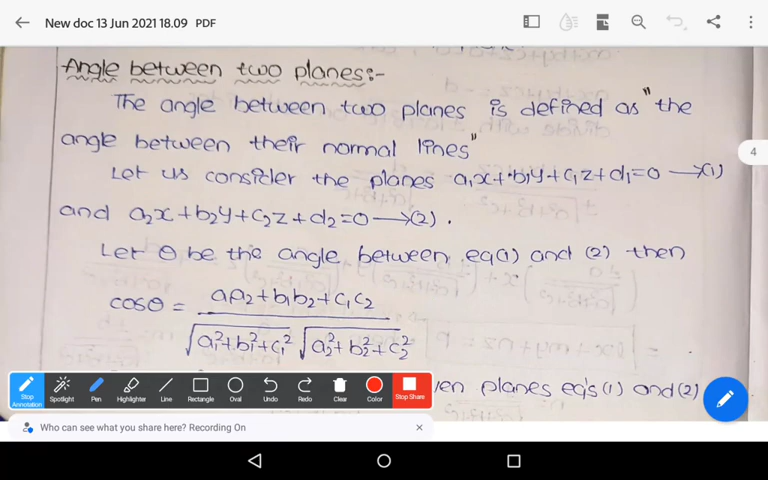 New doc 13 Jun 2021 18.09 PDF
Angle between two planes:-
The angle between two planes is defined as "the
angle between their normal lines"
Let us consider the planes a₁x+b₁y+c₁z+d₁=0 →(1)
and a₂x+b₂y+c₂z+d₂=0 →(2).
Let θ be the angle between eq(1) and (2) then
cosθ = a₁a₂+b₁b₂+c₁c₂ / √a₁²+b₁²+c₁² √a₂²+b₂²+c₂²
planes eq's (1) and (2)
4
Stop Annotation Spotlight Pen Highlighter Line Rectangle Oval Undo Redo Clear Color Stop Share
Who can see what you share here? Recording On